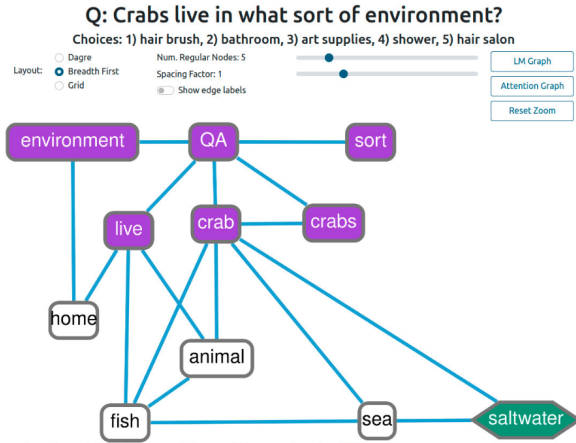 Q: Crabs live in what sort of environment?
Choices: 1) hair brush, 2) bathroom, 3) art supplies, 4) shower, 5) hair salon
Layout:
Dagre
Breadth First
Grid
Num. Regular Nodes: 5
Spacing Factor: 1
Show edge labels
LM Graph
Attention Graph
Reset Zoom
environment
QA
sort
live
crab
crabs
home
animal
fish
sea
saltwater